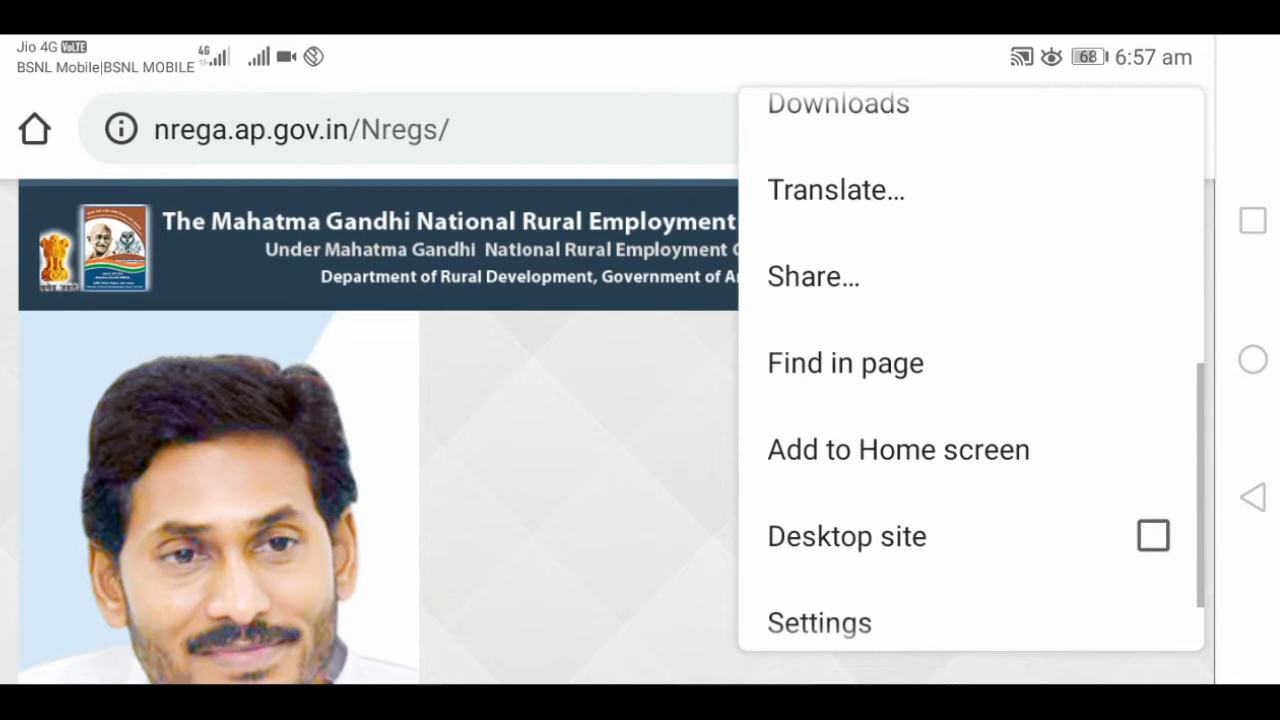 Jio 4G VoLTE
BSNL Mobile|BSNL MOBILE
4G
68 6:57 am
nrega.ap.gov.in/Nregs/
The Mahatma Gandhi National Rural Employment
Under Mahatma Gandhi National Rural Employment G
Department of Rural Development, Government of An
Downloads
Translate...
Share...
Find in page
Add to Home screen
Desktop site
Settings